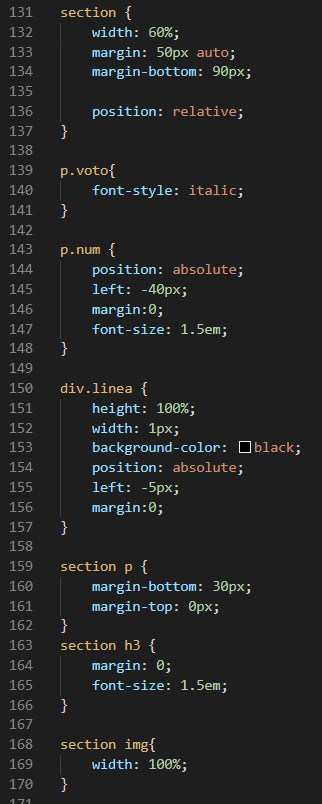 131 section {
132     width: 60%;
133     margin: 50px auto;
134     margin-bottom: 90px;
135
136     position: relative;
137 }
138
139 p.voto{
140     font-style: italic;
141 }
142
143 p.num {
144     position: absolute;
145     left: -40px;
146     margin:0;
147     font-size: 1.5em;
148 }
149
150 div.linea {
151     height: 100%;
152     width: 1px;
153     background-color: black;
154     position: absolute;
155     left: -5px;
156     margin:0;
157 }
158
159 section p {
160     margin-bottom: 30px;
161     margin-top: 0px;
162 }
163 section h3 {
164     margin: 0;
165     font-size: 1.5em;
166 }
167
168 section img{
169     width: 100%;
170 }